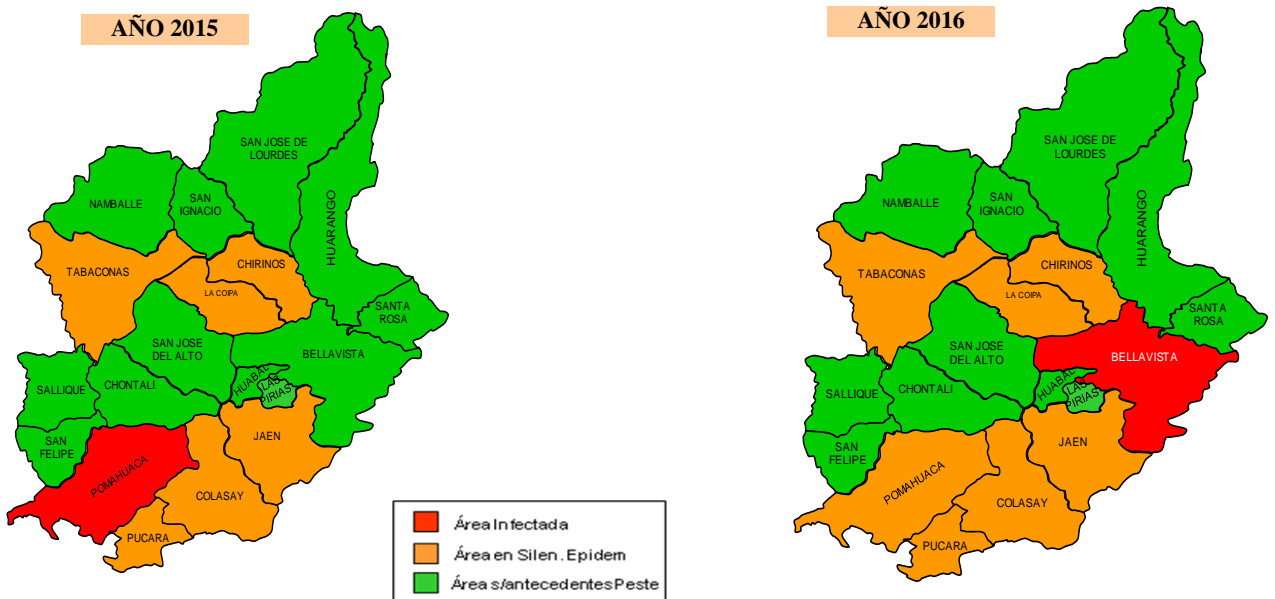 AÑO 2015
SAN JOSE DE
LOURDES
NAMBALLE
SAN
IGNACIO
HUARANGO
TABACONAS
CHIRINOS
LA COIPA
SANTA
ROSA
SAN JOSE
DEL ALTO
BELLAVISTA
SALLIQUE
CHONTALI
HUABAL
LAS
PIRIAS
SAN
FELIPE
JAEN
POMAHUACA
COLASAY
PUCARA
Área Infectada
Área en Silen. Epidem
Área s/antecedentes Peste
AÑO 2016
SAN JOSE DE
LOURDES
NAMBALLE
SAN
IGNACIO
HUARANGO
TABACONAS
CHIRINOS
LA COIPA
SANTA
ROSA
SAN JOSE
DEL ALTO
BELLAVISTA
SALLIQUE
CHONTALI
HUABAL
LAS
PIRIAS
SAN
FELIPE
JAEN
POMAHUACA
COLASAY
PUCARA